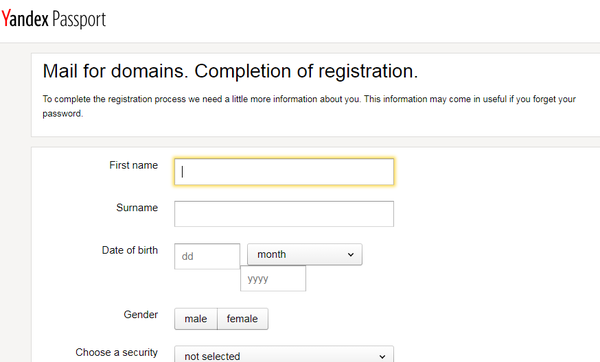 Yandex Passport
Mail for domains. Completion of registration.
To complete the registration process we need a little more information about you. This information may come in useful if you forget your
password.
First name
Surname
Date of birth dd month
yyyy
Gender male female
Choose a security not selected